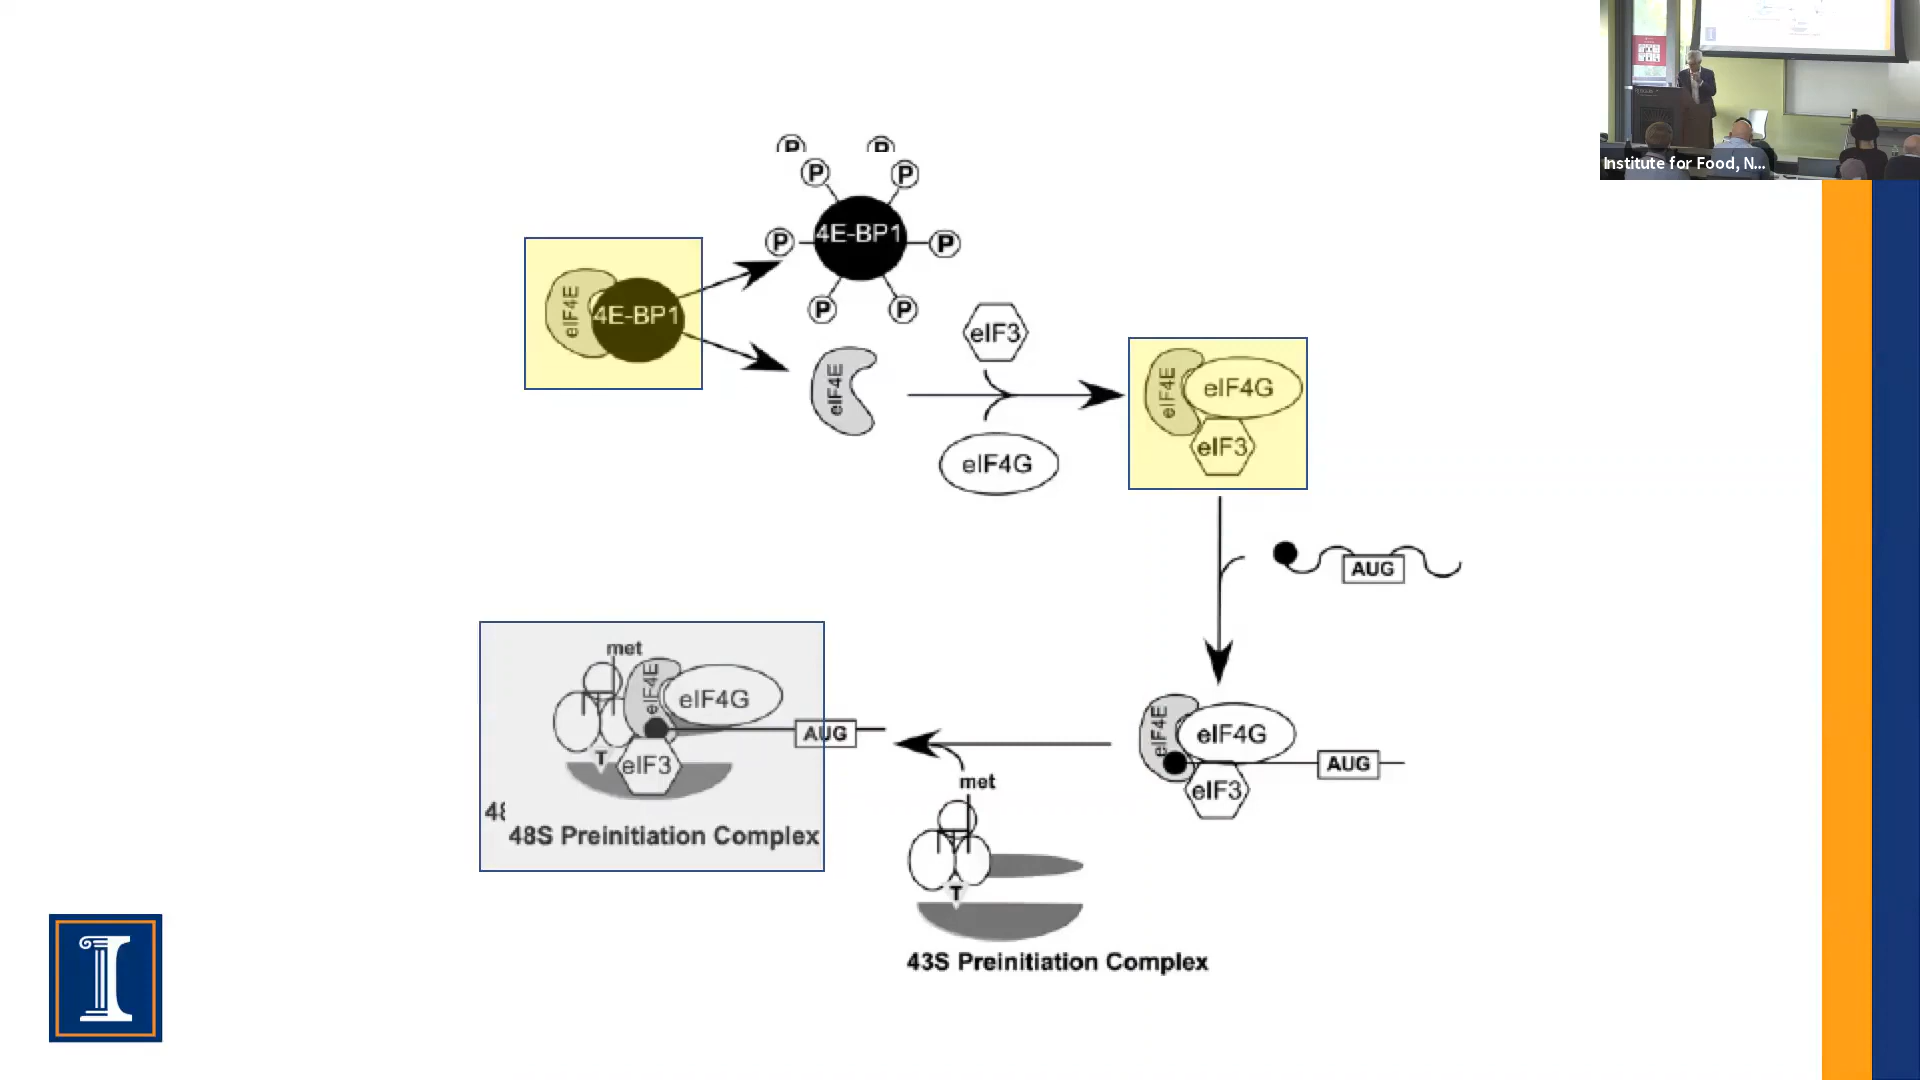 Institute for Food, N...
P
P
P
P
P
4E-BP1
P
P
P
eIF4E
4E-BP1
eIF3
eIF4E
eIF4G
eIF4E
eIF4G
eIF3
AUG
met
eIF4E
eIF4G
AUG
T
eIF3
48
48S Preinitiation Complex
eIF4E
eIF4G
AUG
eIF3
met
T
43S Preinitiation Complex